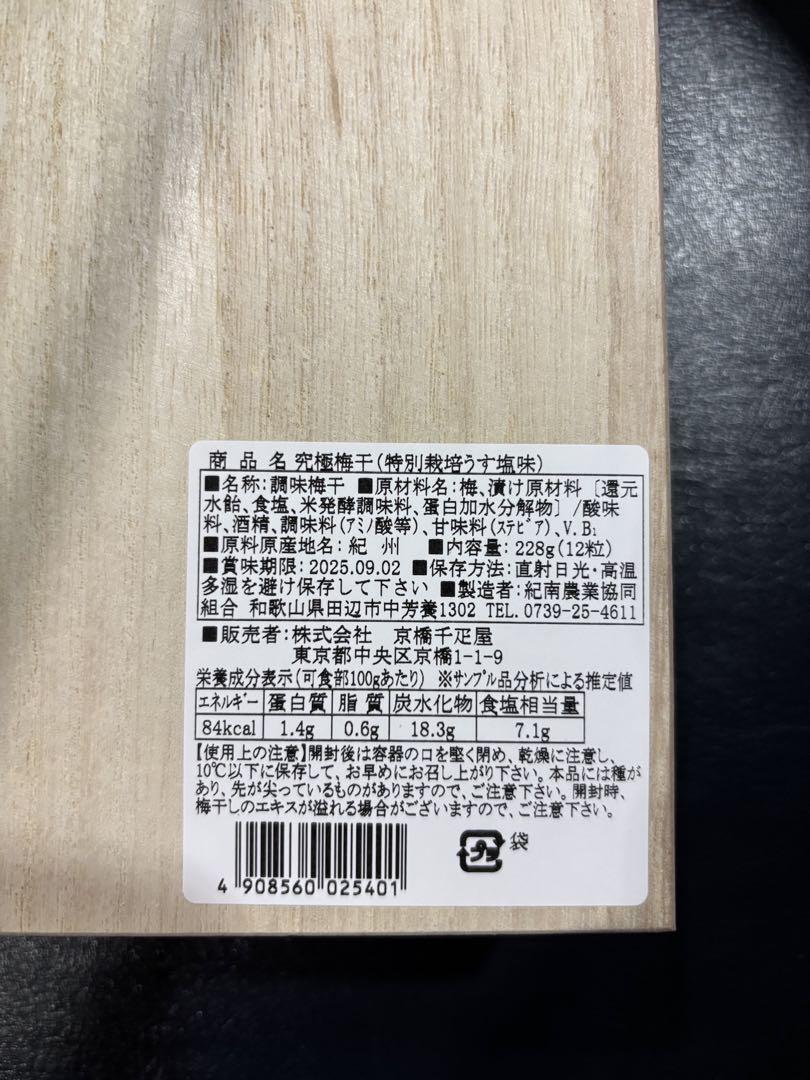 商品名 究極梅干(特別栽培うす塩味)
■名称:調味梅干 ■原材料名:梅、漬け原材料〔還元
水飴、食塩、米発酵調味料、蛋白加水分解物〕/酸味
料、酒精、調味料(アミノ酸等)、甘味料(ステビア)、V.B₁
■原料原産地名:紀 州 ■内容量:228g(12粒)
■賞味期限:2025.09.02 ■保存方法:直射日光・高温
多湿を避け保存して下さい ■製造者:紀南農業協同
組合 和歌山県田辺市中芳養1302 TEL.0739-25-4611
■販売者:株式会社 京橋千疋屋
東京都中央区京橋1-1-9
栄養成分表示(可食部100gあたり) ※サンプル品分析による推定値
エネルギー 蛋白質 脂質 炭水化物 食塩相当量
84kcal 1.4g 0.6g 18.3g 7.1g
【使用上の注意】開封後は容器の口を堅く閉め、乾燥に注意し、
10℃以下に保存して、お早めにお召し上がり下さい。本品には種が
あり、先が尖っているものがありますので、ご注意下さい。開封時、
梅干しのエキスが溢れる場合がございますので、ご注意下さい。
プラ 袋
4 908560 025401